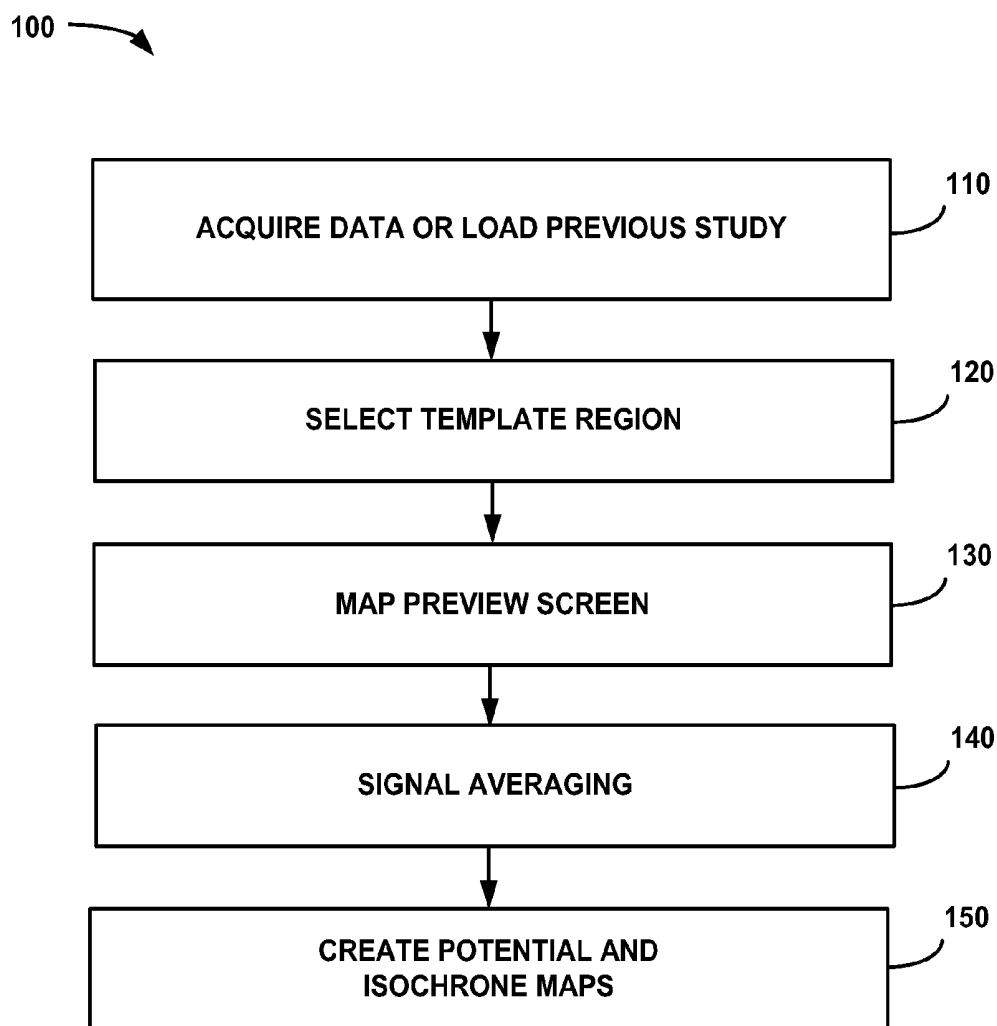 100
110
ACQUIRE DATA OR LOAD PREVIOUS STUDY
120
SELECT TEMPLATE REGION
130
MAP PREVIEW SCREEN
140
SIGNAL AVERAGING
150
CREATE POTENTIAL AND
ISOCHRONE MAPS